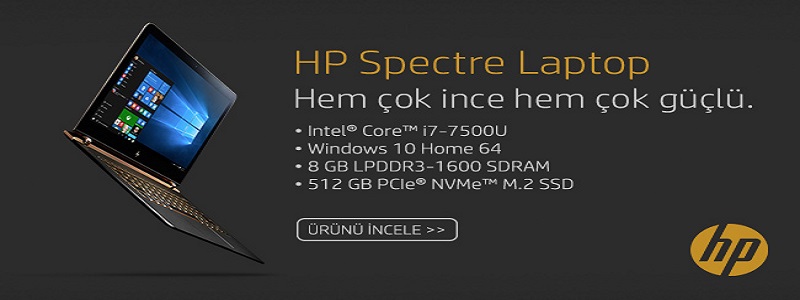 HP Spectre Laptop
Hem çok ince hem çok güçlü.
• Intel® Core™ i7-7500U
• Windows 10 Home 64
• 8 GB LPDDR3-1600 SDRAM
• 512 GB PCIe® NVMe™ M.2 SSD
ÜRÜNÜ İNCELE >>
hp